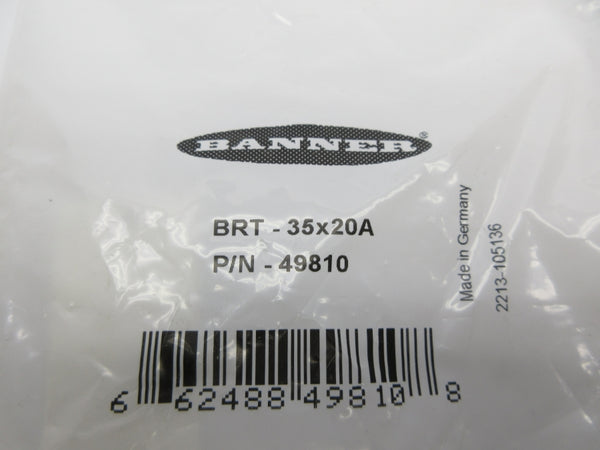 BANNER®
BRT - 35x20A
P/N - 49810
Made in Germany
2213-105136
6 62488 49810 8